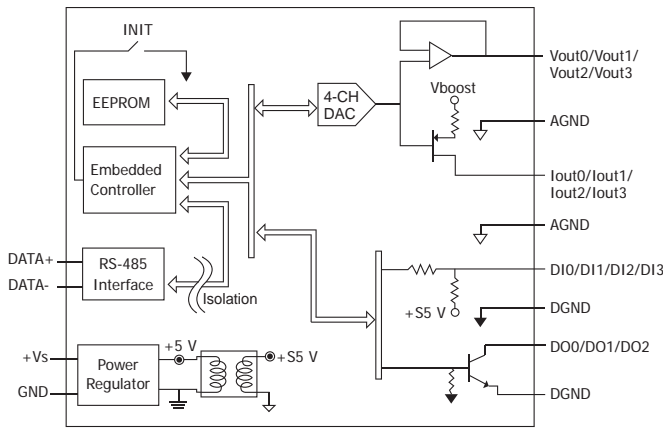 INIT
EEPROM
Embedded
Controller
DATA+
DATA-
RS-485
Interface
Isolation
+Vs
GND
Power
Regulator
+5 V
+S5 V
4-CH
DAC
Vboost
Vout0/Vout1/
Vout2/Vout3
AGND
Iout0/Iout1/
Iout2/Iout3
AGND
DI0/DI1/DI2/DI3
+S5 V
DGND
DO0/DO1/DO2
DGND